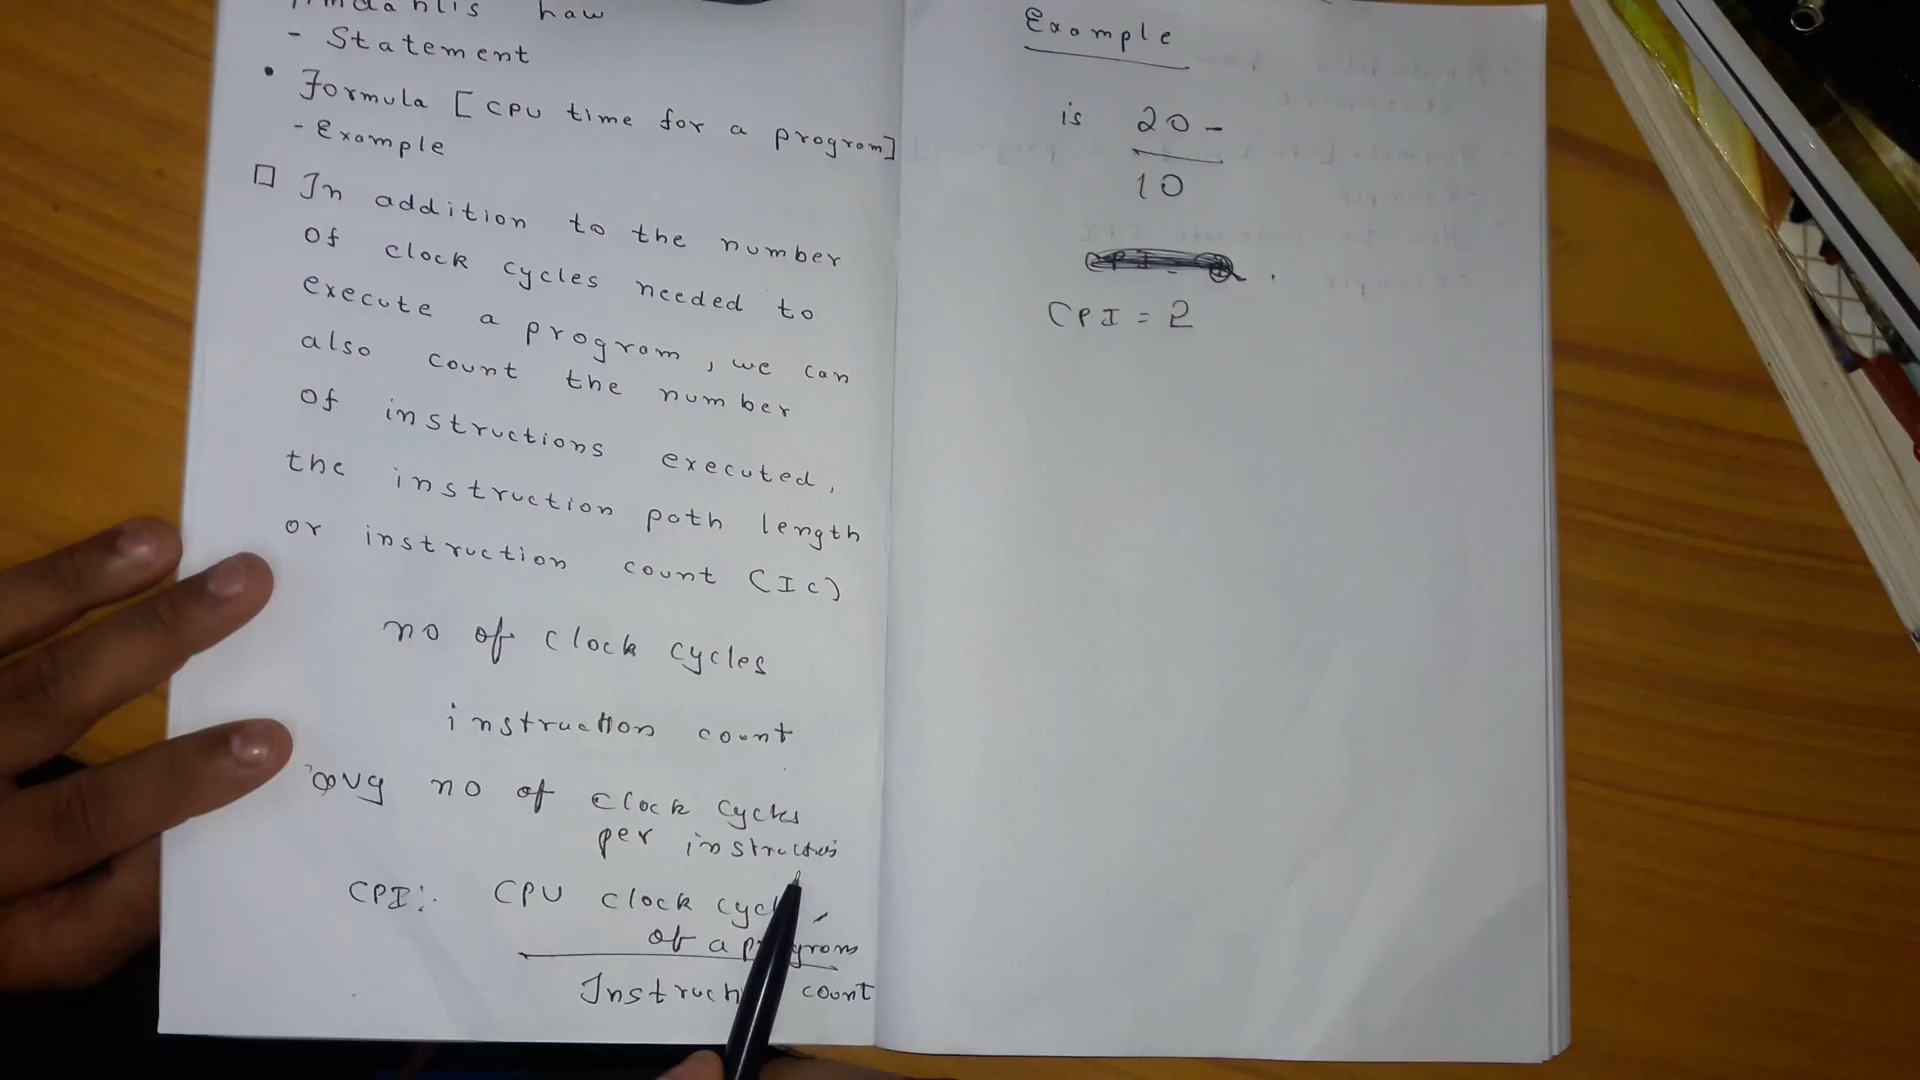 Amdahl's Law
- Statement
• Formula [CPU time for a program]
- Example
□ In addition to the number
of clock cycles needed to
execute a program, we can
also count the number
of instructions executed,
the instruction path length
or instruction count (Ic)
no of clock cycles
instruction count
avg no of clock cycles
per instruction
CPI:- CPU clock cycles
of a program
Instruction count
Example
is 20 -
10
CPI = 2